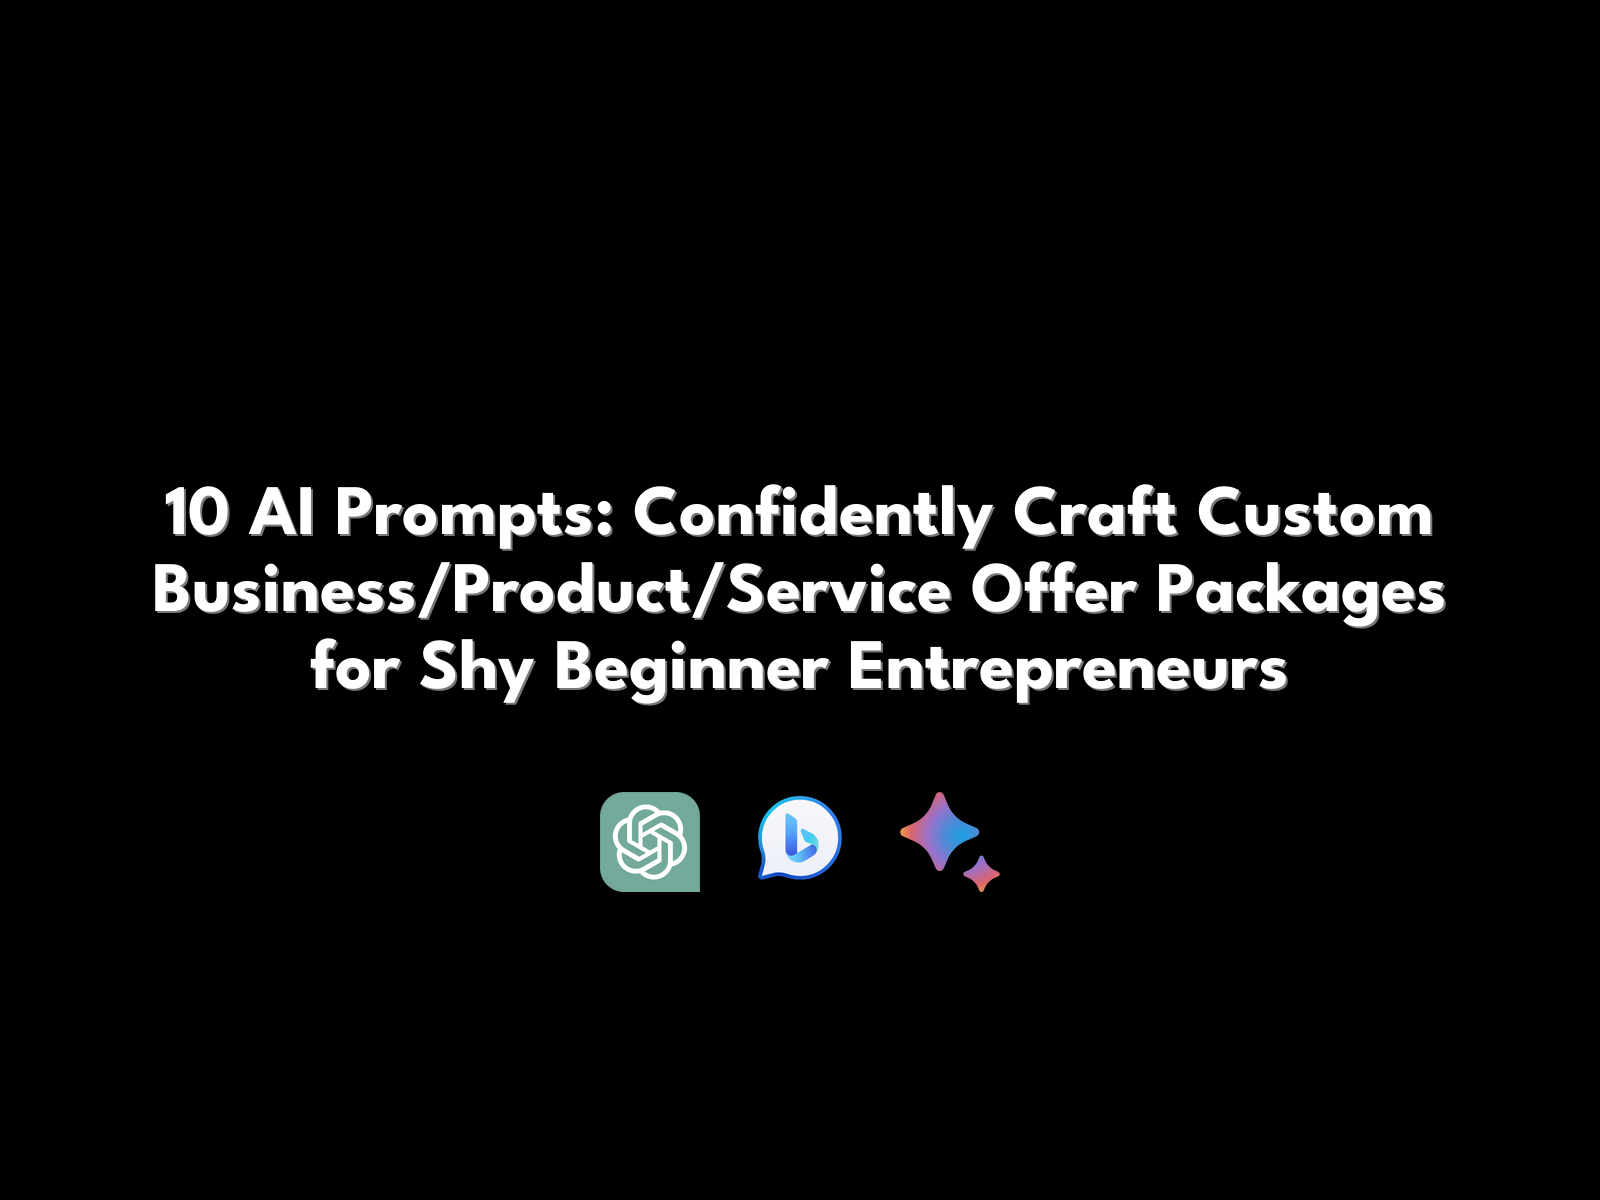 10 AI Prompts: Confidently Craft Custom
Business/Product/Service Offer Packages
for Shy Beginner Entrepreneurs